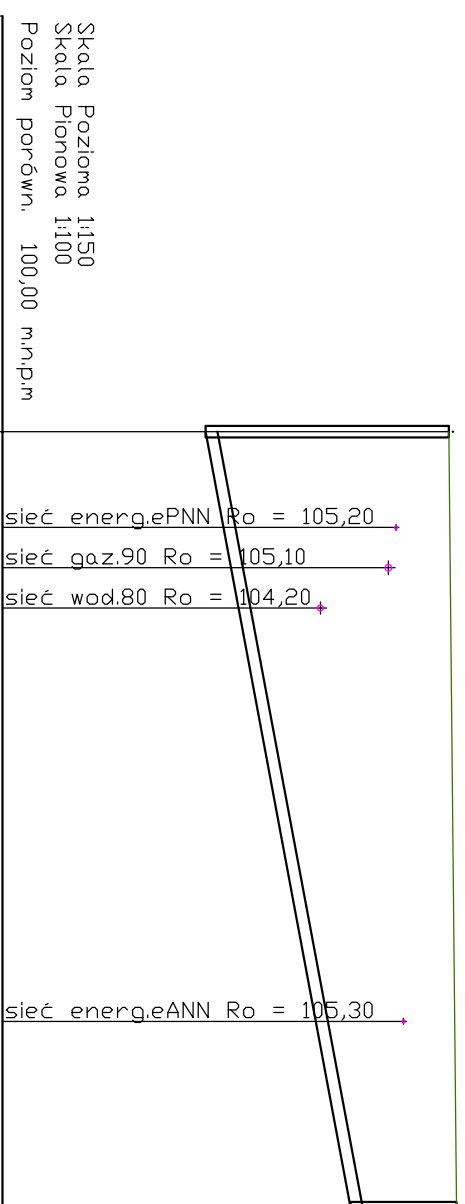 Skala Pozioma 1:150
Skala Pionowa 1:100
Poziom porówn. 100,00 m.n.p.m
sieć energ.ePNN Ro = 105,20
sieć gaz.90 Ro = 105,10
sieć wod.80 Ro = 104,20
sieć energ.eANN Ro = 105,30